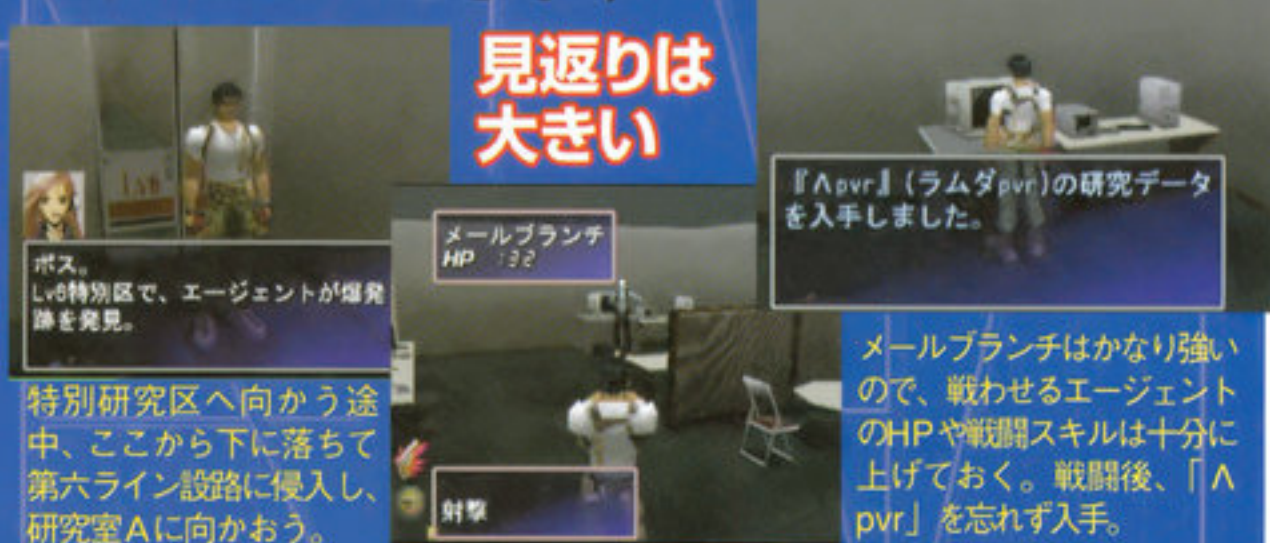 見返りは
大きい
ボス。
Lv6特別区で、エージェントが爆発
跡を発見。
特別研究区へ向かう途
中、ここから下に落ちて
第六ライン設路に侵入し、
研究室Aに向かおう。
メールブランチ
HP :132
射撃
『Λpvr』(ラムダpvr)の研究データ
を入手しました。
メールブランチはかなり強い
ので、戦わせるエージェント
のHPや戦闘スキルは十分に
上げておく。戦闘後、「Λ
pvr」を忘れず入手。